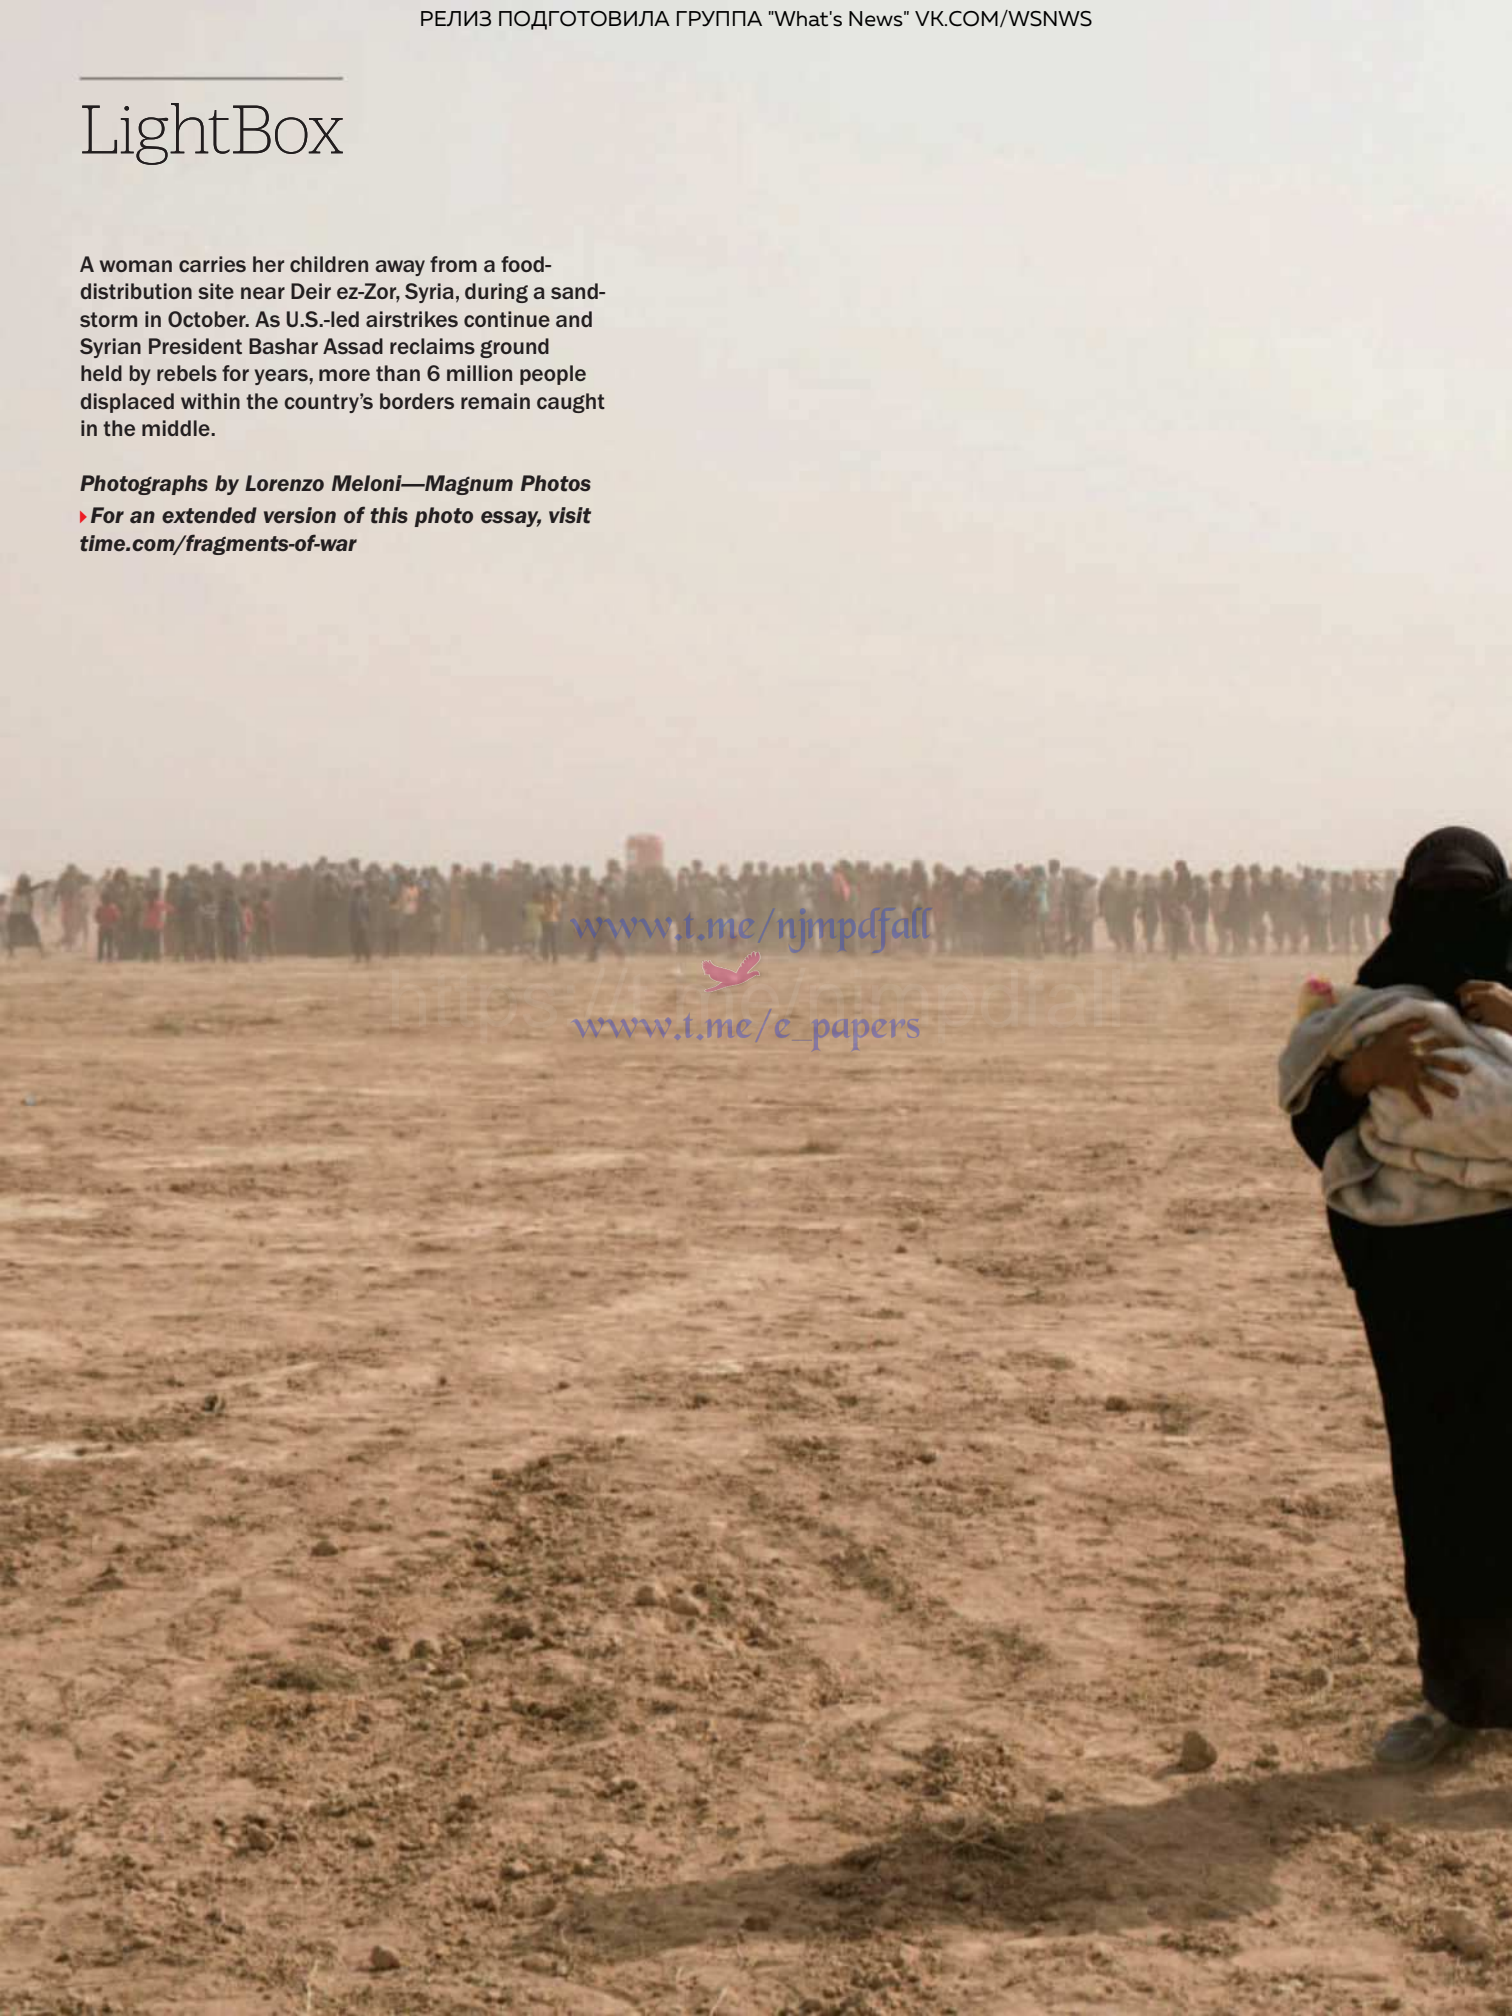 РЕЛИЗ ПОДГОТОВИЛА ГРУППА "What's News" VK.COM/WSNWS
LightBox
A woman carries her children away from a food-
distribution site near Deir ez-Zor, Syria, during a sand-
storm in October. As U.S.-led airstrikes continue and
Syrian President Bashar Assad reclaims ground
held by rebels for years, more than 6 million people
displaced within the country’s borders remain caught
in the middle.
Photographs by Lorenzo Meloni—Magnum Photos
For an extended version of this photo essay, visit
time.com/fragments-of-war
www.t.me/njmpdfall
www.t.me/e_papers